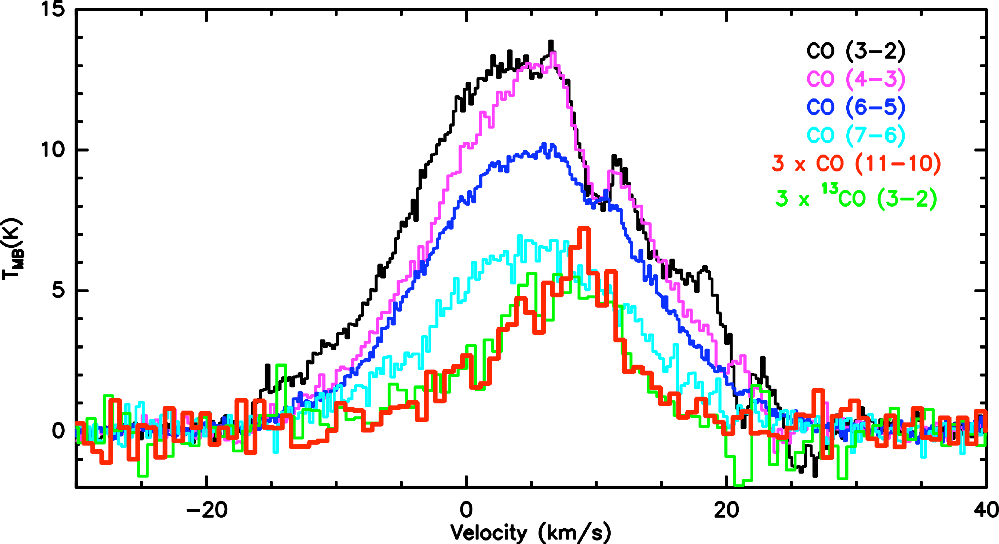 15
10
5
0
T_MB(K)
CO (3−2)
CO (4−3)
CO (6−5)
CO (7−6)
3 x CO (11−10)
3 x ¹³CO (3−2)
−20 0 20 40
Velocity (km/s)